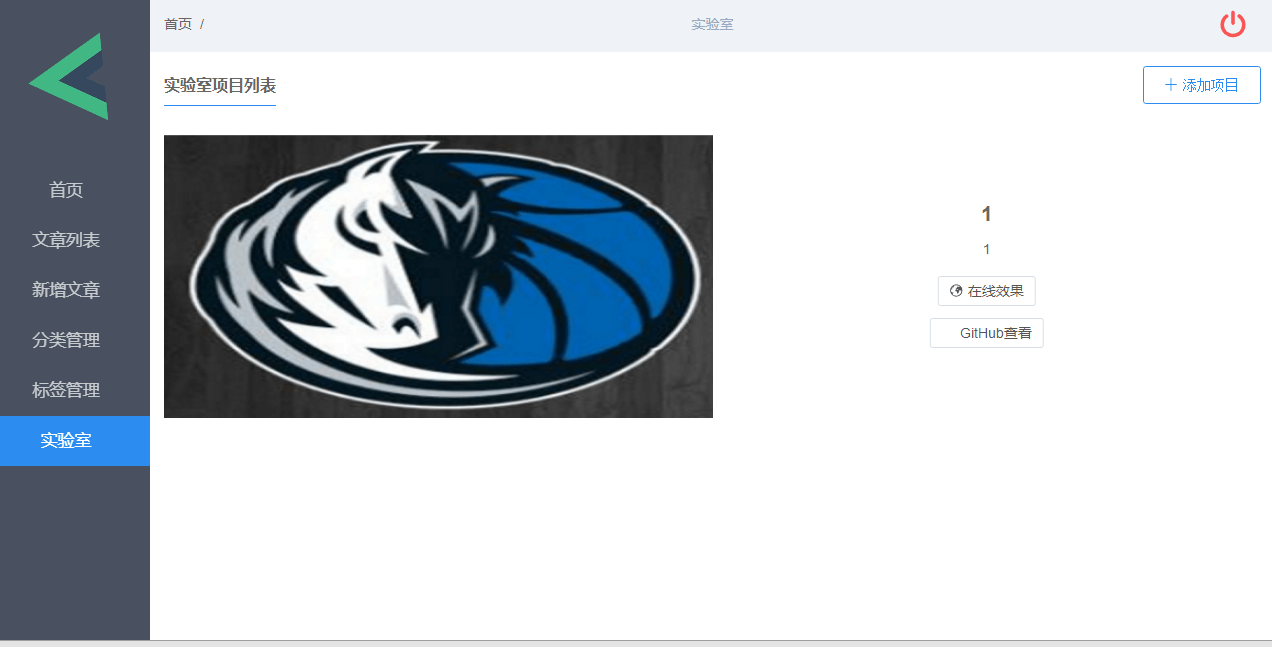 首页 /
实验室
实验室项目列表
添加项目
首页
文章列表
新增文章
分类管理
标签管理
实验室
1
1
在线效果
GitHub查看